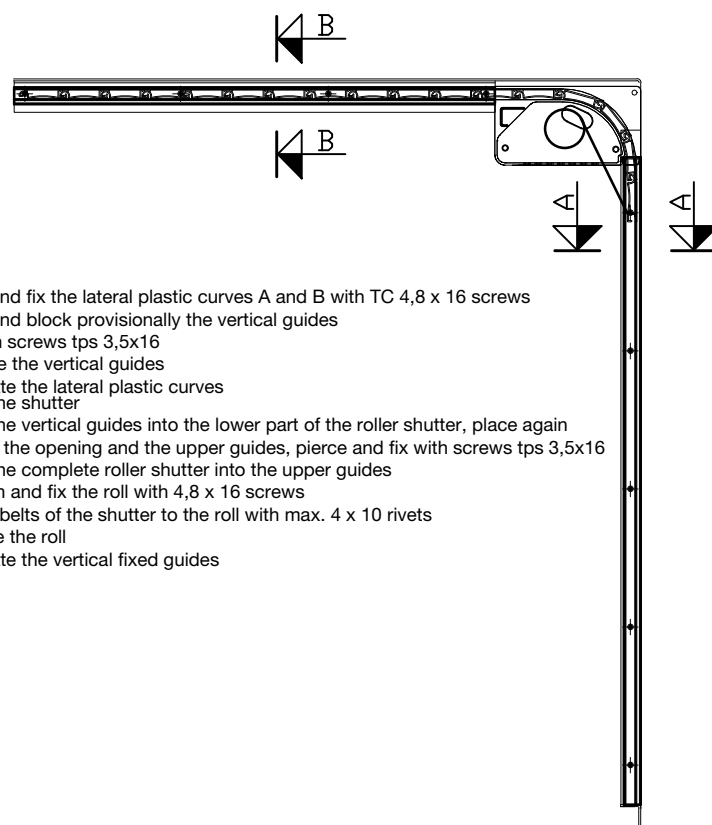 B
B
A
A
nd fix the lateral plastic curves A and B with TC 4,8 x 16 screws
nd block provisionally the vertical guides
screws tps 3,5x16
e the vertical guides
te the lateral plastic curves
he shutter
he vertical guides into the lower part of the roller shutter, place again
the opening and the upper guides, pierce and fix with screws tps 3,5x16
he complete roller shutter into the upper guides
n and fix the roll with 4,8 x 16 screws
belts of the shutter to the roll with max. 4 x 10 rivets
e the roll
te the vertical fixed guides